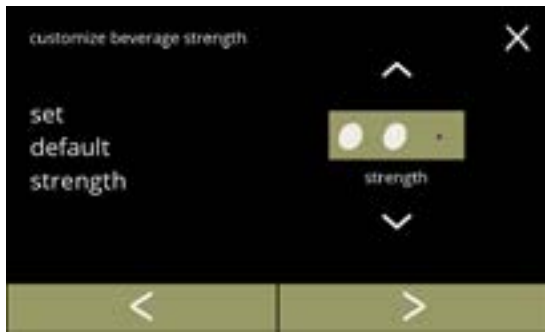 customize beverage strength
set
default
strength
strength